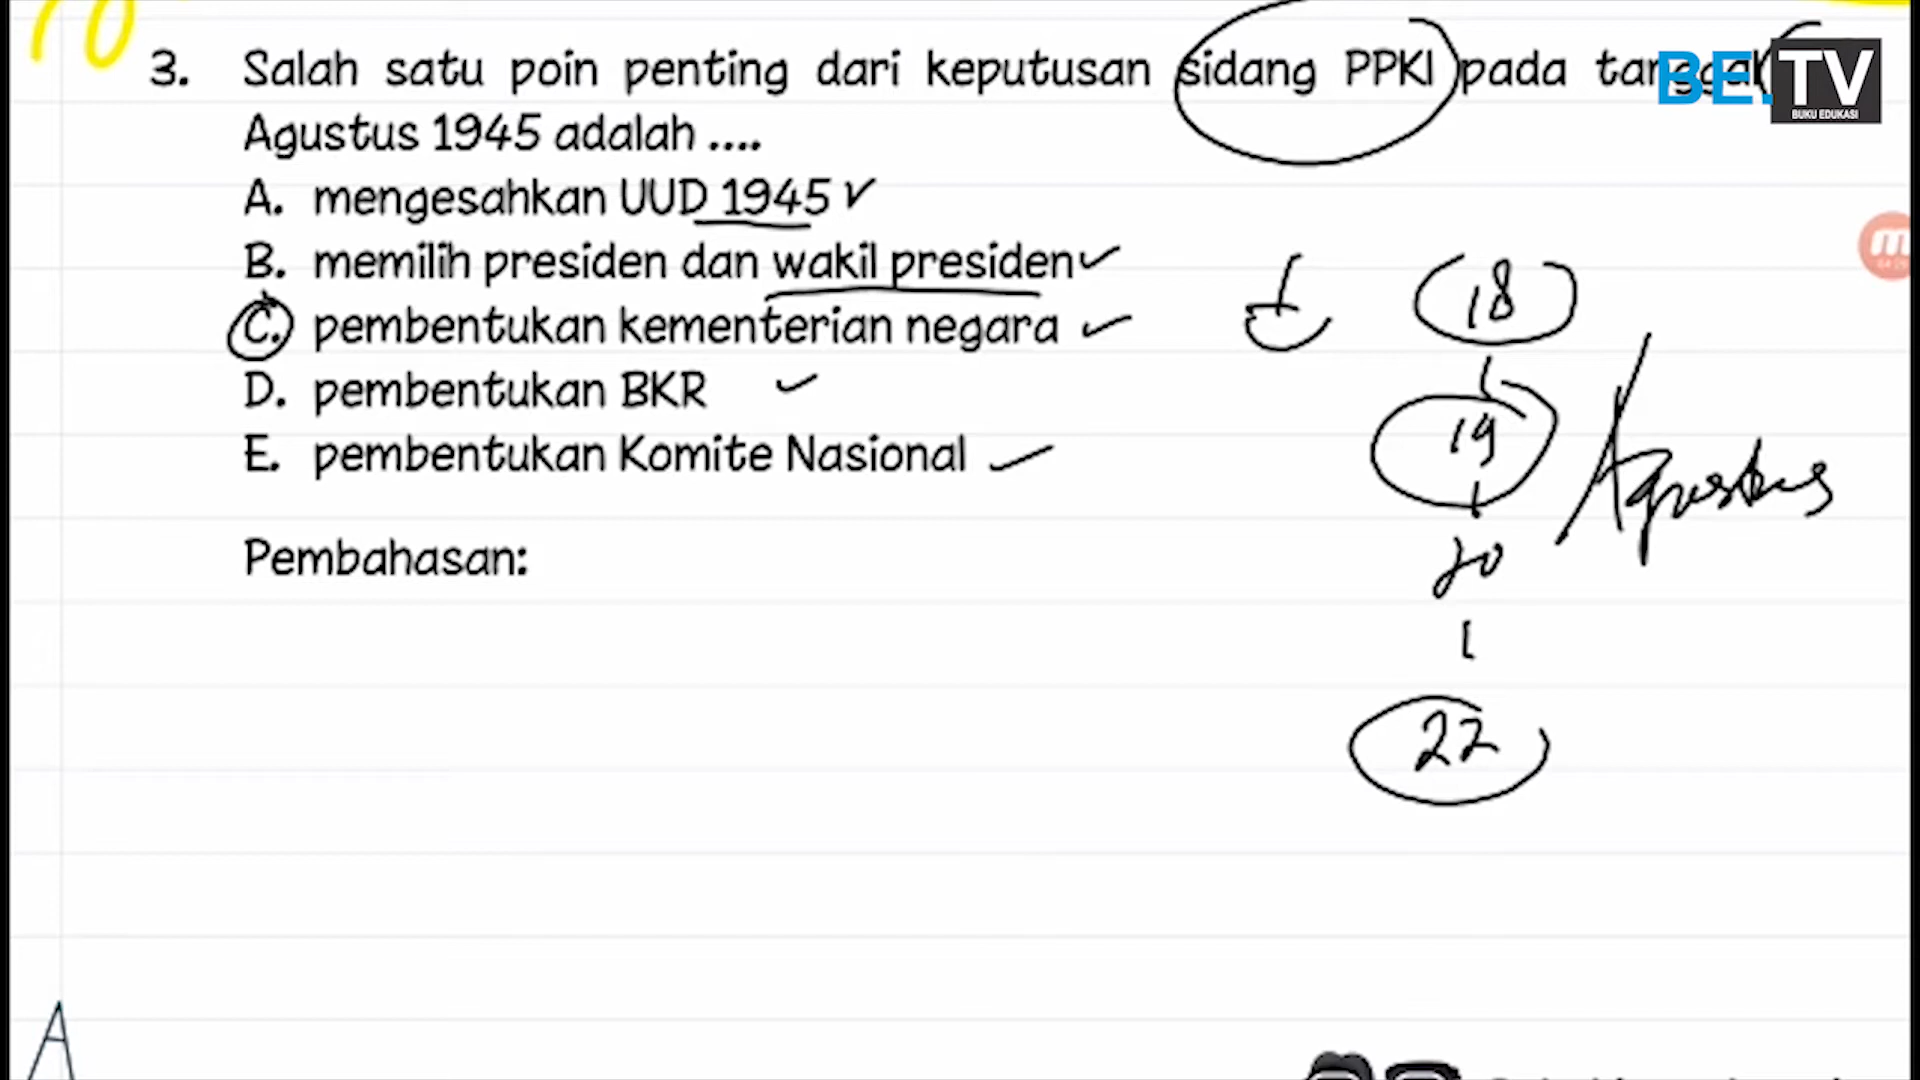 BE.TV
BUKU EDUKASI
3. Salah satu poin penting dari keputusan sidang PPKI pada tanggal
Agustus 1945 adalah ....
A. mengesahkan UUD 1945
B. memilih presiden dan wakil presiden
C. pembentukan kementerian negara
D. pembentukan BKR
E. pembentukan Komite Nasional
Pembahasan:
18
19
Agustus
20
22
A